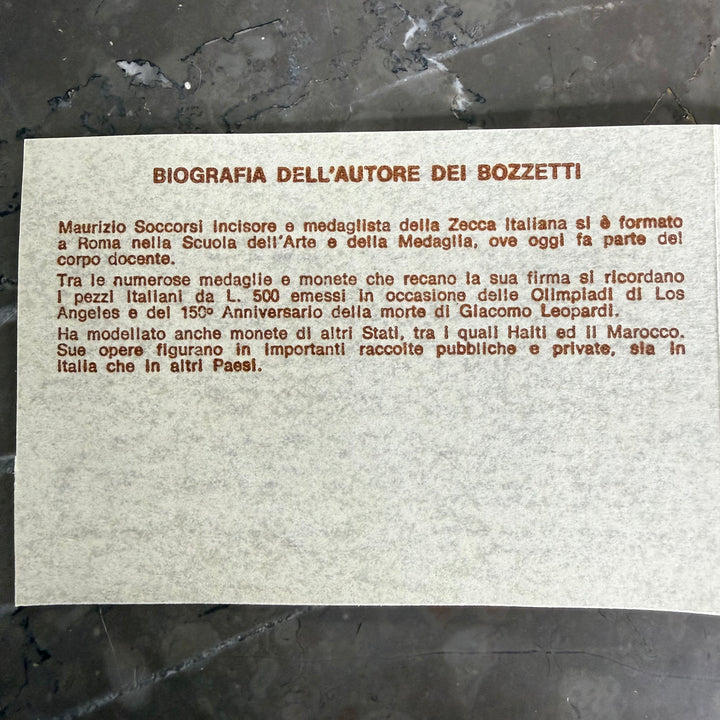 BIOGRAFIA DELL'AUTORE DEI BOZZETTI
Maurizio Soccorsi incisore e medaglista della Zecca Italiana si è formato
a Roma nella Scuola dell'Arte e della Medaglia, ove oggi fa parte del
corpo docente.
Tra le numerose medaglie e monete che recano la sua firma si ricordano
i pezzi italiani da L. 500 emessi in occasione delle Olimpiadi di Los
Angeles e del 150º Anniversario della morte di Giacomo Leopardi.
Ha modellato anche monete di altri Stati, tra i quali Haiti ed il Marocco.
Sue opere figurano in importanti raccolte pubbliche e private, sia in
Italia che in altri Paesi.